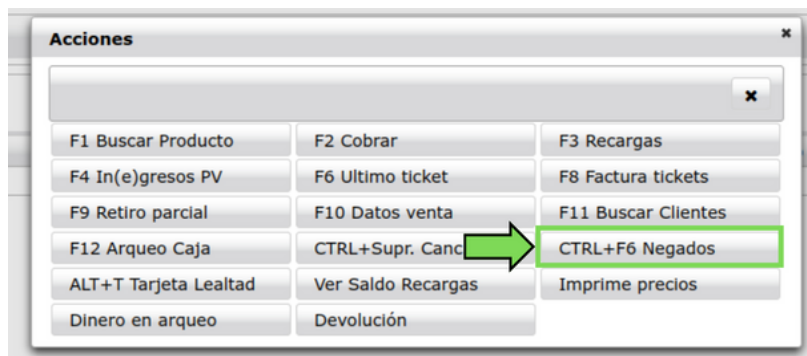 Acciones
F1 Buscar Producto
F2 Cobrar
F3 Recargas
F4 In(e)gresos PV
F6 Ultimo ticket
F8 Factura tickets
F9 Retiro parcial
F10 Datos venta
F11 Buscar Clientes
F12 Arqueo Caja
CTRL+Supr. Canc
CTRL+F6 Negados
ALT+T Tarjeta Lealtad
Ver Saldo Recargas
Imprime precios
Dinero en arqueo
Devolución